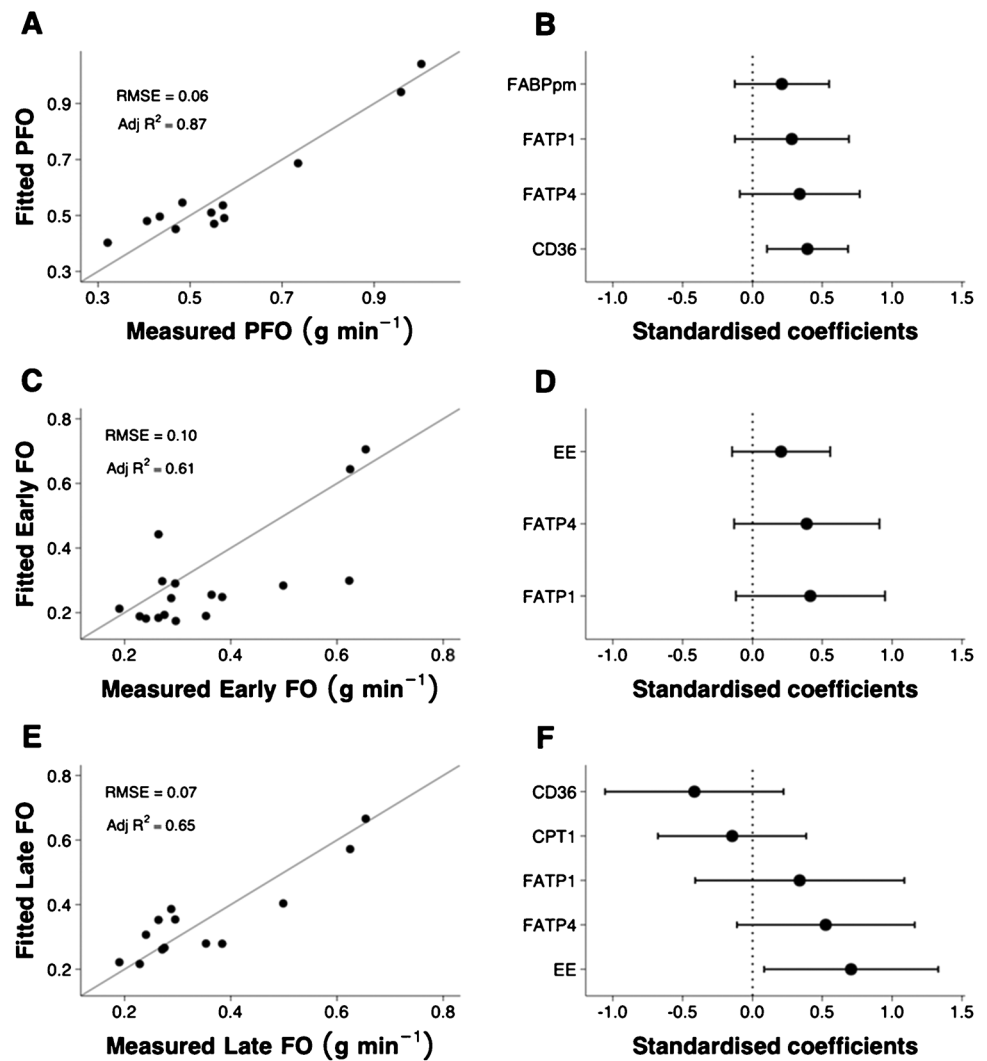 A
RMSE = 0.06
Adj R² = 0.87
Fitted PFO
0.9
0.7
0.5
0.3
0.3 0.5 0.7 0.9
Measured PFO (g min⁻¹)
B
FABPpm
FATP1
FATP4
CD36
-1.0 -0.5 0.0 0.5 1.0 1.5
Standardised coefficients
C
RMSE = 0.10
Adj R² = 0.61
Fitted Early FO
0.8
0.6
0.4
0.2
0.2 0.4 0.6 0.8
Measured Early FO (g min⁻¹)
D
EE
FATP4
FATP1
-1.0 -0.5 0.0 0.5 1.0 1.5
Standardised coefficients
E
RMSE = 0.07
Adj R² = 0.65
Fitted Late FO
0.8
0.6
0.4
0.2
0.2 0.4 0.6 0.8
Measured Late FO (g min⁻¹)
F
CD36
CPT1
FATP1
FATP4
EE
-1.0 -0.5 0.0 0.5 1.0 1.5
Standardised coefficients